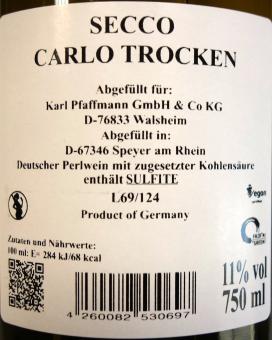 SECCO
CARLO TROCKEN
Abgefüllt für:
Karl Pfaffmann GmbH & Co KG
D-76833 Walsheim
Abgefüllt in:
D-67346 Speyer am Rhein
Deutscher Perlwein mit zugesetzter Kohlensäure
enthält SULFITE
L69/124
Product of Germany
vegan
Zutaten und Nährwerte:
100 ml: E= 284 kJ/68 kcal
11% vol
750 ml
4 260082 530697